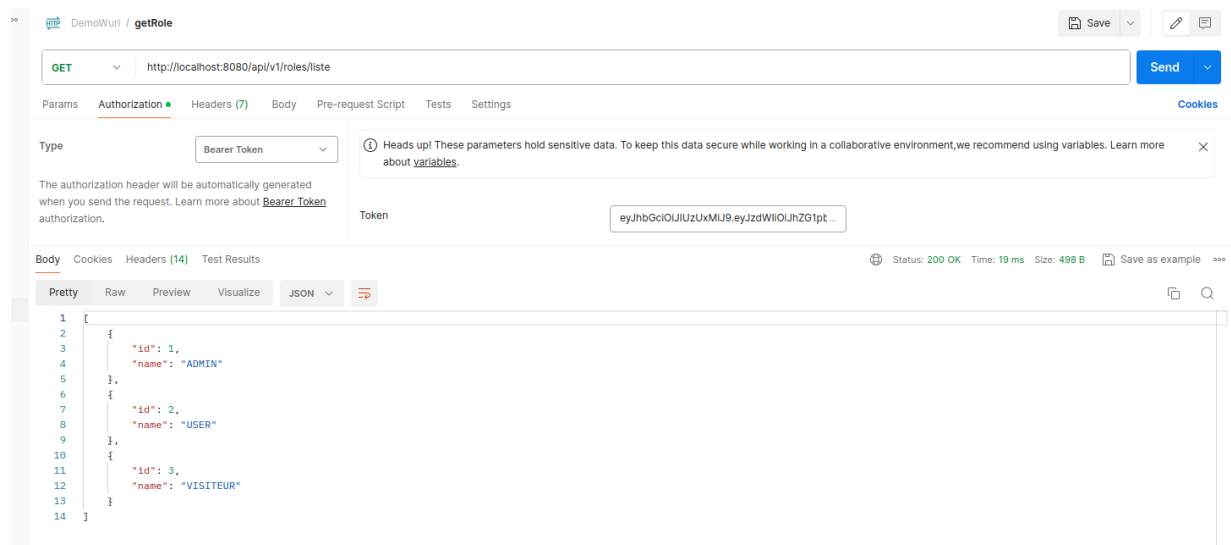 HTTP DemoWuri / getRole
Save
GET http://localhost:8080/api/v1/roles/liste Send
Params Authorization Headers (7) Body Pre-request Script Tests Settings Cookies
Type Bearer Token
Heads up! These parameters hold sensitive data. To keep this data secure while working in a collaborative environment,we recommend using variables. Learn more
about variables.
The authorization header will be automatically generated
when you send the request. Learn more about Bearer Token
authorization.
Token
Body Cookies Headers (14) Test Results Status: 200 OK Time: 19 ms Size: 498 B Save as example
Pretty Raw Preview Visualize JSON
1 [
2 {
3 "id": 1,
4 "name": "ADMIN"
5 },
6 {
7 "id": 2,
8 "name": "USER"
9 },
10 {
11 "id": 3,
12 "name": "VISITEUR"
13 }
14 ]